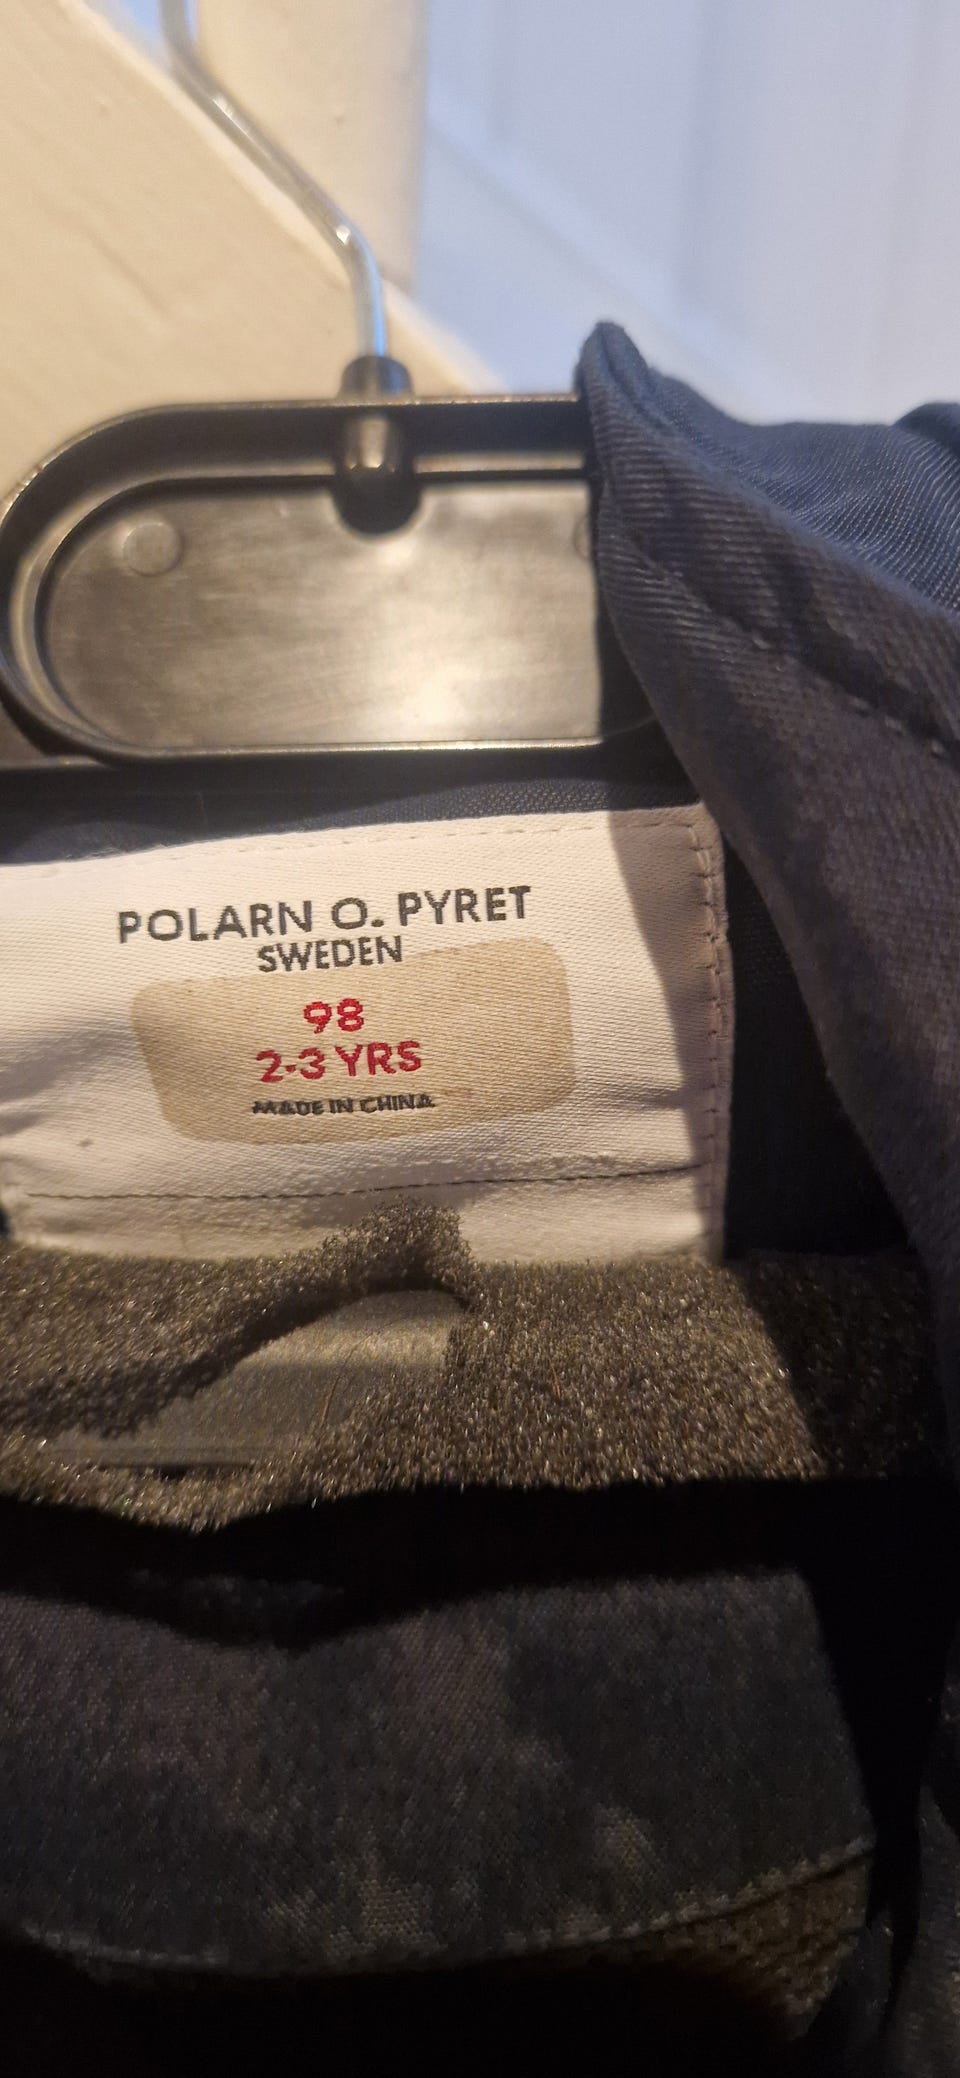 POLARN O. PYRET
SWEDEN
98
2-3 YRS
MADE IN CHINA